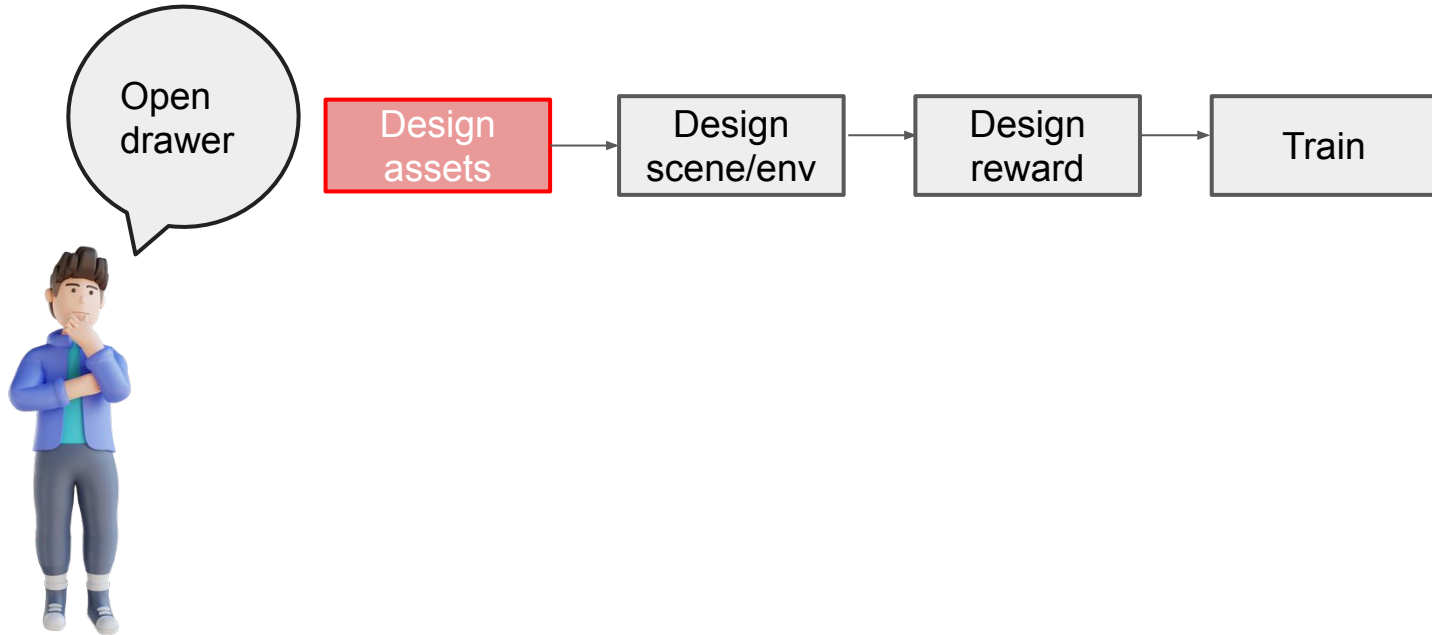 Open
drawer
Design
assets
Design
scene/env
Design
reward
Train